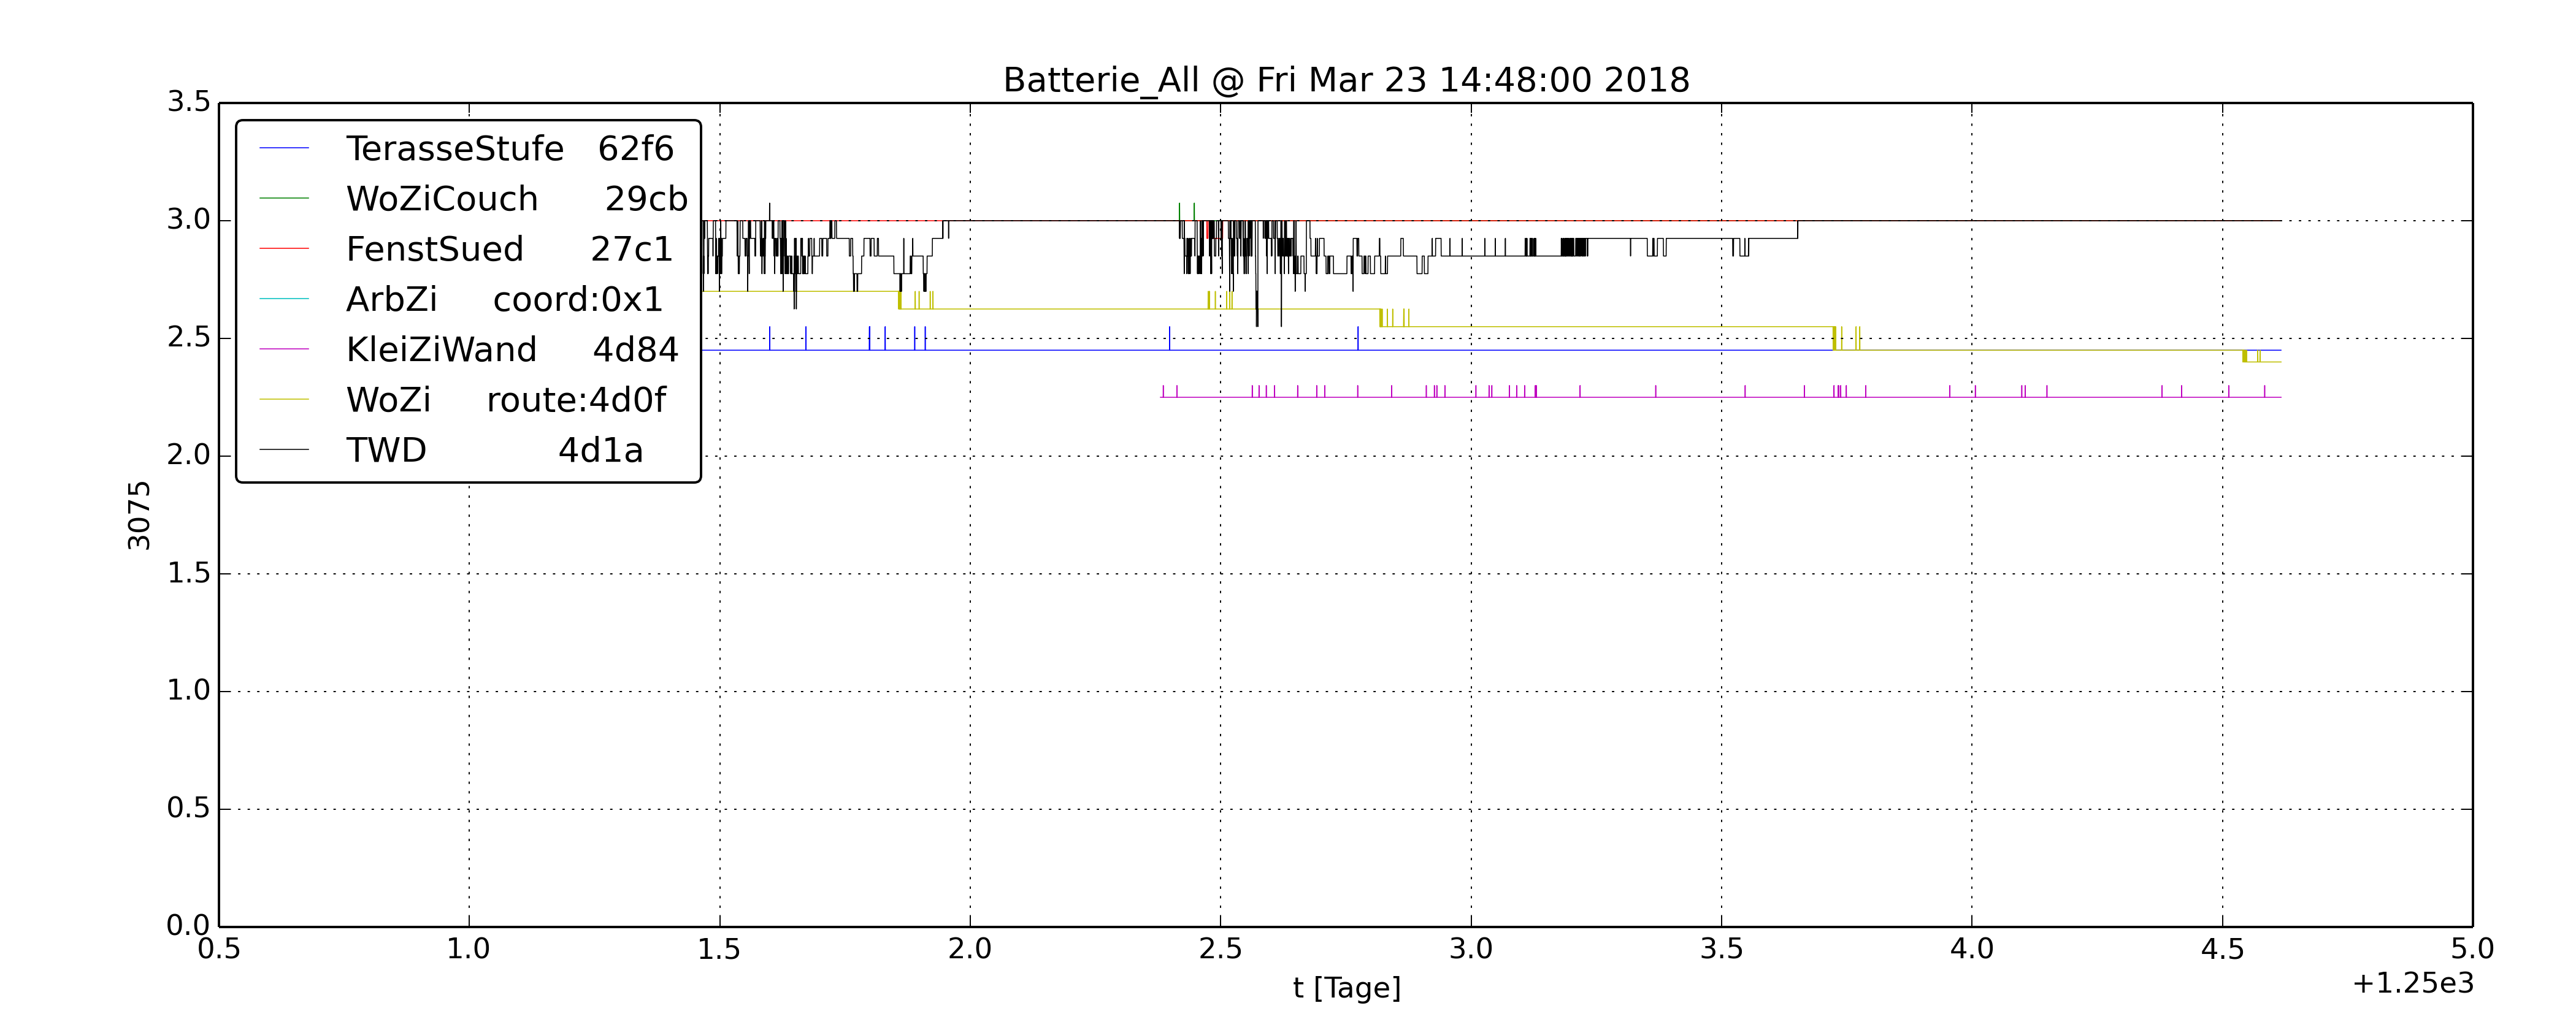 Batterie_All @ Fri Mar 23 14:48:00 2018
3.5
3.0
2.5
2.0
1.5
1.0
0.5
0.0
3075
TerasseStufe 62f6
WoZiCouch 29cb
FenstSued 27c1
ArbZi coord:0x1
KleiZiWand 4d84
WoZi route:4d0f
TWD 4d1a
0.5 1.0 1.5 2.0 2.5 3.0 3.5 4.0 4.5 5.0
t [Tage]
+1.25e3